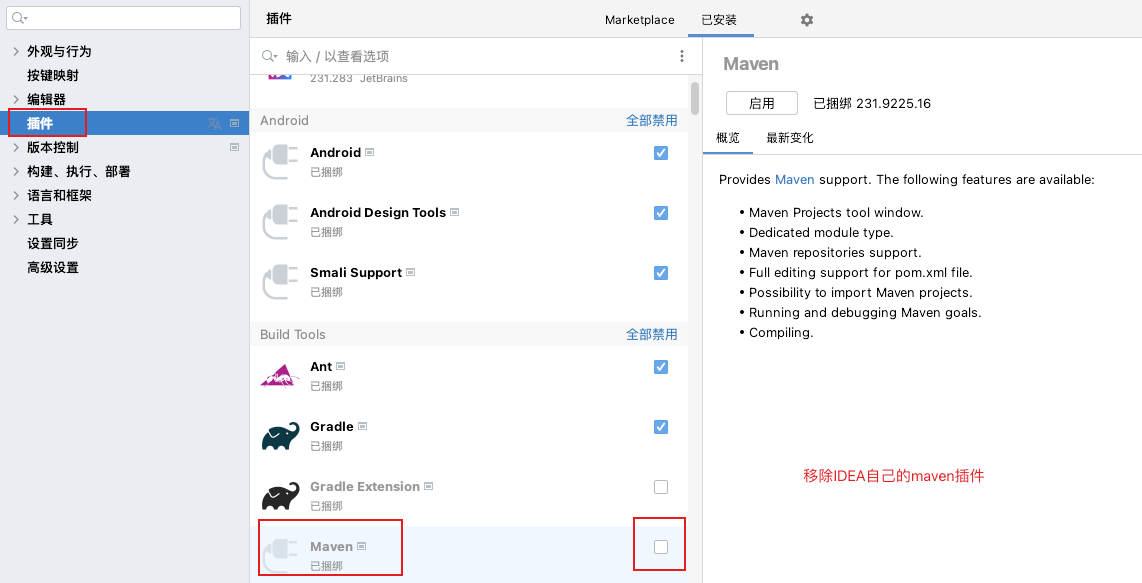 外观与行为
按键映射
编辑器
插件
版本控制
构建、执行、部署
语言和框架
工具
设置同步
高级设置
插件
Marketplace
已安装
输入 / 以查看选项
231.283 JetBrains
Android
全部禁用
Android
已捆绑
Android Design Tools
已捆绑
Smali Support
已捆绑
Build Tools
全部禁用
Ant
已捆绑
Gradle
已捆绑
Gradle Extension
已捆绑
Maven
已捆绑
Maven
启用
已捆绑 231.9225.16
概览
最新变化
Provides Maven support. The following features are available:
• Maven Projects tool window.
• Dedicated module type.
• Maven repositories support.
• Full editing support for pom.xml file.
• Possibility to import Maven projects.
• Running and debugging Maven goals.
• Compiling.
移除IDEA自己的maven插件